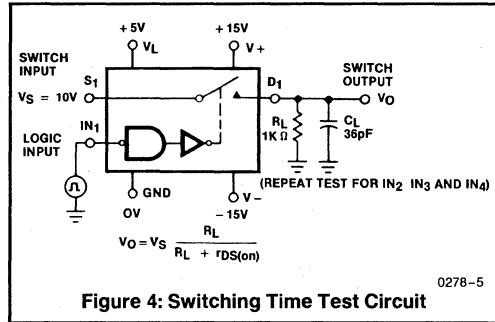 + 5V
+ 15V
VL
V +
SWITCH INPUT
S1
D1
SWITCH OUTPUT
VS = 10V
VO
IN1
RL
1K Ω
CL
36pF
LOGIC INPUT
GND
0V
V –
– 15V
(REPEAT TEST FOR IN2 IN3 AND IN4)
VO = VS RL / RL + rDS(on)
0278–5
Figure 4: Switching Time Test Circuit